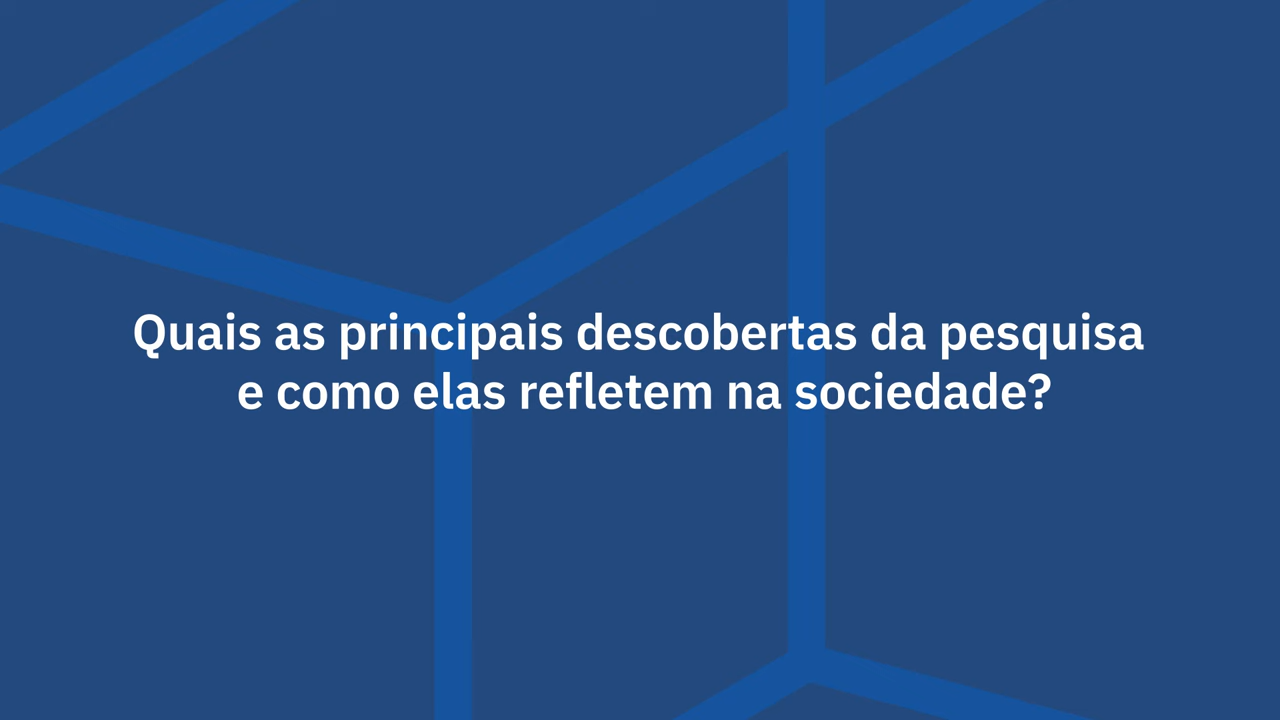 Quais as principais descobertas da pesquisa
e como elas refletem na sociedade?